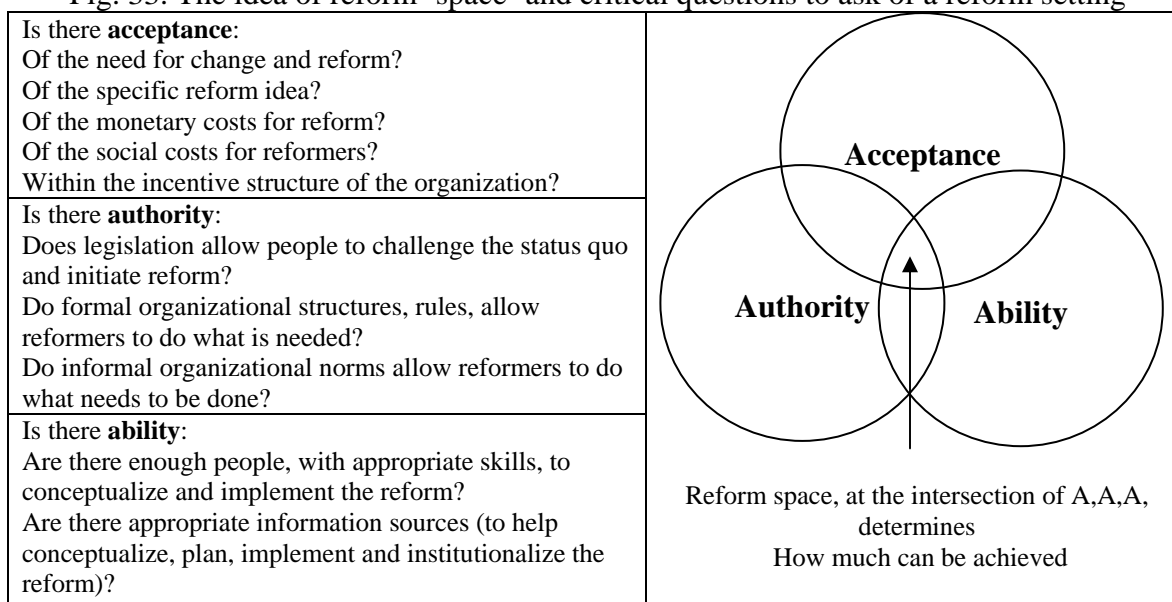 Fig. 33: The idea of reform 'space' and critical questions to ask of a reform setting
Is there acceptance:
Of the need for change and reform?
Of the specific reform idea?
Of the monetary costs for reform?
Of the social costs for reformers?
Within the incentive structure of the organization?
Is there authority:
Does legislation allow people to challenge the status quo
and initiate reform?
Do formal organizational structures, rules, allow
reformers to do what is needed?
Do informal organizational norms allow reformers to do
what needs to be done?
Is there ability:
Are there enough people, with appropriate skills, to
conceptualize and implement the reform?
Are there appropriate information sources (to help
conceptualize, plan, implement and institutionalize the
reform)?
Acceptance
Authority
Ability
Reform space, at the intersection of A,A,A,
determines
How much can be achieved